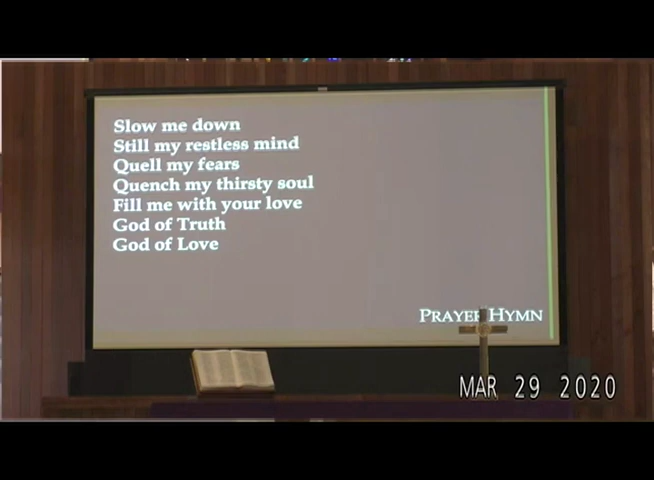 Slow me down
Still my restless mind
Quell my fears
Quench my thirsty soul
Fill me with your love
God of Truth
God of Love
PRAYER HYMN
MAR 29 2020